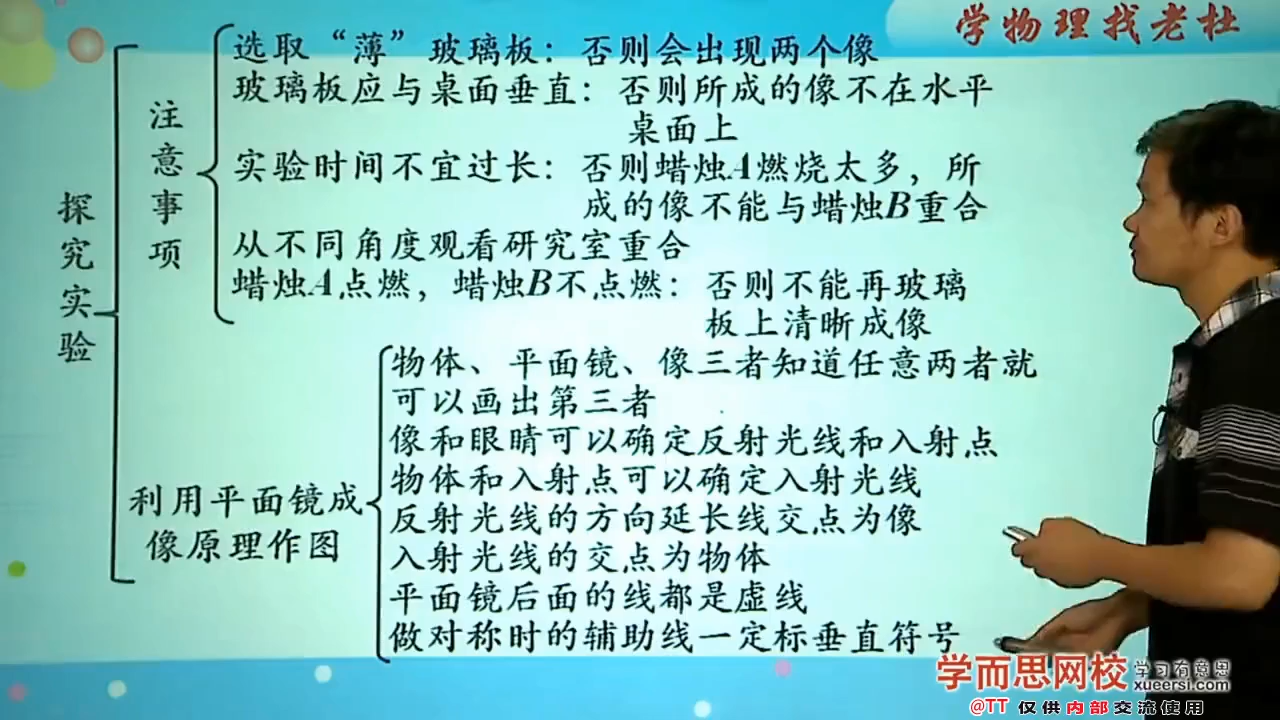 学物理找老杜
探究实验
注意事项
选取“薄”玻璃板：否则会出现两个像
玻璃板应与桌面垂直：否则所成的像不在水平
桌面上
实验时间不宜过长：否则蜡烛A燃烧太多，所
成的像不能与蜡烛B重合
从不同角度观看研究室重合
蜡烛A点燃，蜡烛B不点燃：否则不能再玻璃
板上清晰成像
利用平面镜成
像原理作图
物体、平面镜、像三者知道任意两者就
可以画出第三者
像和眼睛可以确定反射光线和入射点
物体和入射点可以确定入射光线
反射光线的方向延长线交点为像
入射光线的交点为物体
平面镜后面的线都是虚线
做对称时的辅助线一定标垂直符号
学而思网校
学习有意思
xueersi.com
@TT 仅供内部交流使用